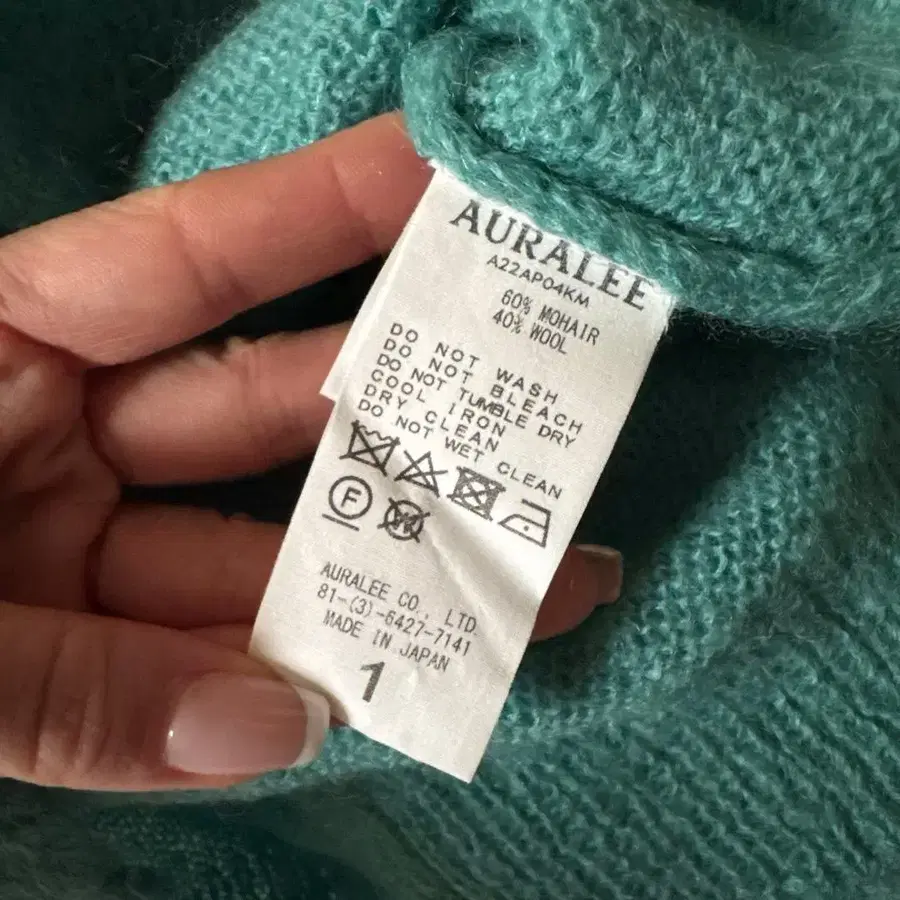 AURALEE
A22AP04KM
60% MOHAIR
40% WOOL
DO NOT WASH
DO NOT BLEACH
DO NOT TUMBLE DRY
COOL IRON
DRY CLEAN
DO NOT WET CLEAN
F
W
AURALEE CO., LTD.
81-(3)-6427-7141
MADE IN JAPAN
1